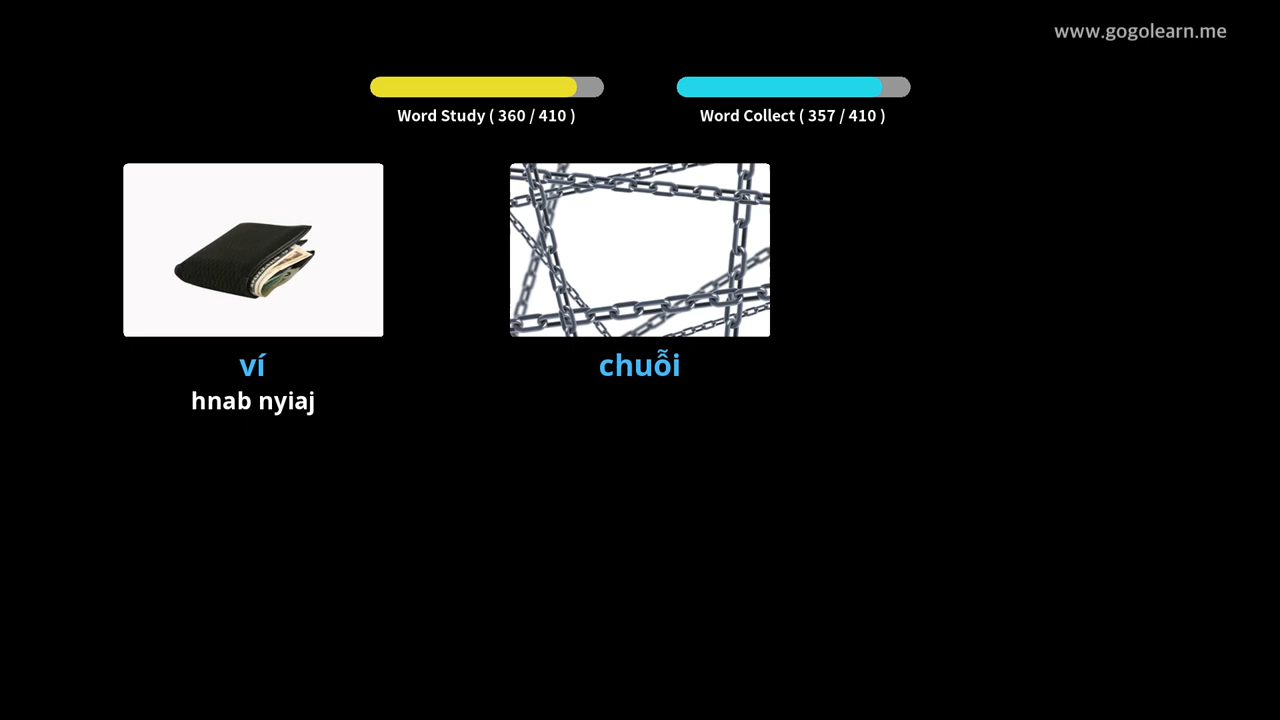 www.gogolearn.me
Word Study ( 360 / 410 )
Word Collect ( 357 / 410 )
ví
chuỗi
hnab nyiaj